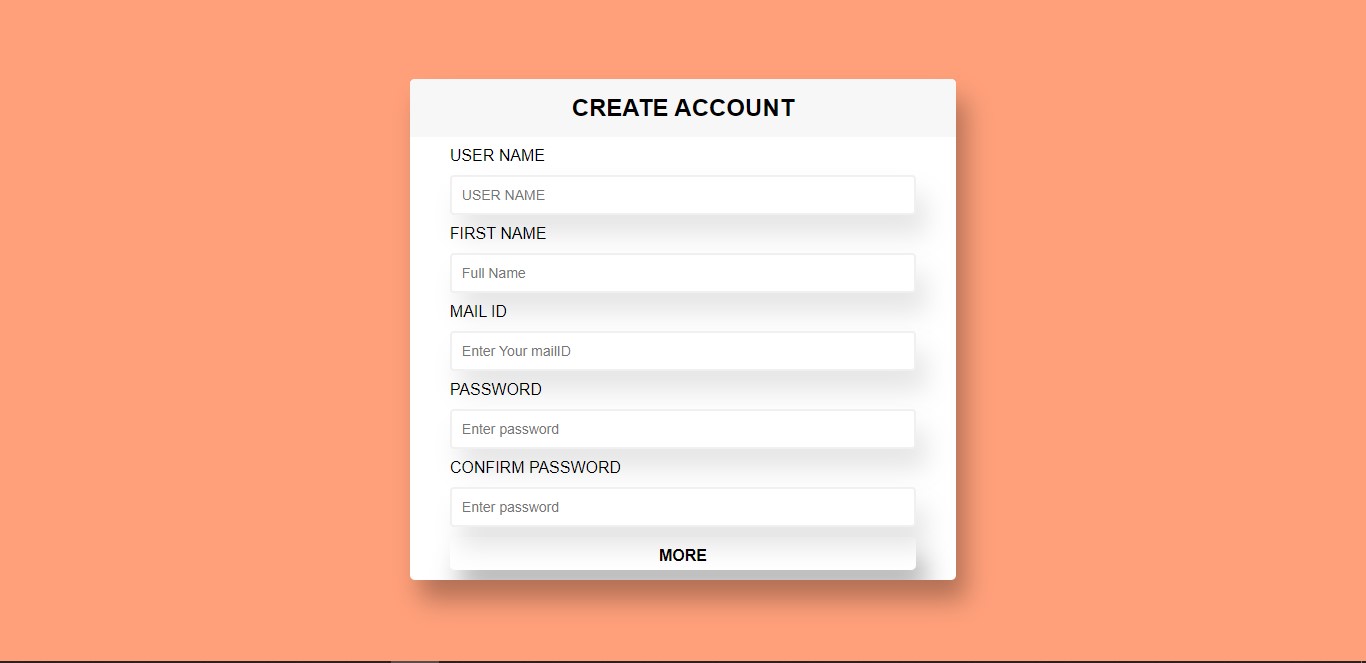 CREATE ACCOUNT
USER NAME
USER NAME
FIRST NAME
Full Name
MAIL ID
Enter Your mailID
PASSWORD
Enter password
CONFIRM PASSWORD
Enter password
MORE